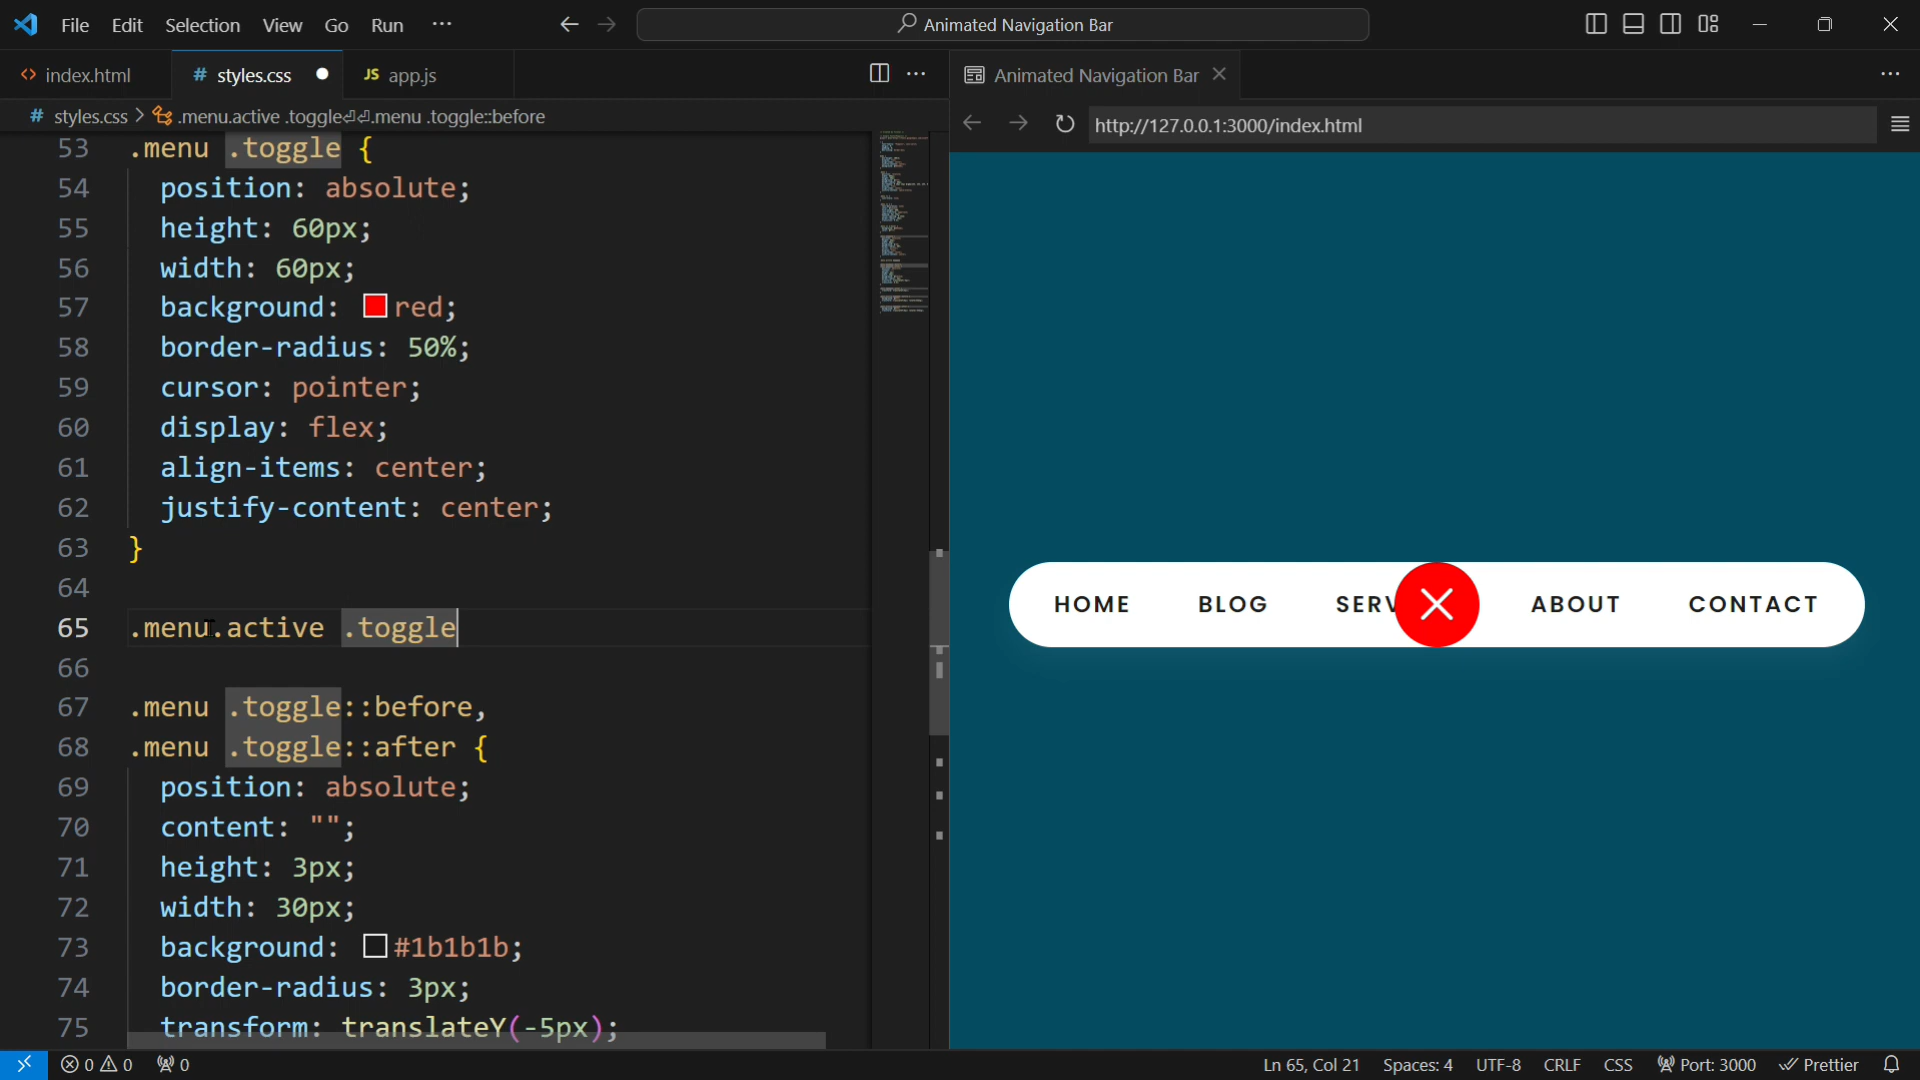 File Edit Selection View Go Run ··· Animated Navigation Bar
index.html # styles.css JS app.js ··· Animated Navigation Bar ···
# styles.css > .menu.active .toggle⏎⏎.menu .toggle::before
http://127.0.0.1:3000/index.html
53 .menu .toggle {
54 position: absolute;
55 height: 60px;
56 width: 60px;
57 background: red;
58 border-radius: 50%;
59 cursor: pointer;
60 display: flex;
61 align-items: center;
62 justify-content: center;
63 }
64
65 .menu.active .toggle
66
67 .menu .toggle::before,
68 .menu .toggle::after {
69 position: absolute;
70 content: "";
71 height: 3px;
72 width: 30px;
73 background: #1b1b1b;
74 border-radius: 3px;
75 transform: translateY(-5px);
HOME BLOG SERV ABOUT CONTACT
0 0 0 Ln 65, Col 21 Spaces: 4 UTF-8 CRLF CSS Port: 3000 Prettier